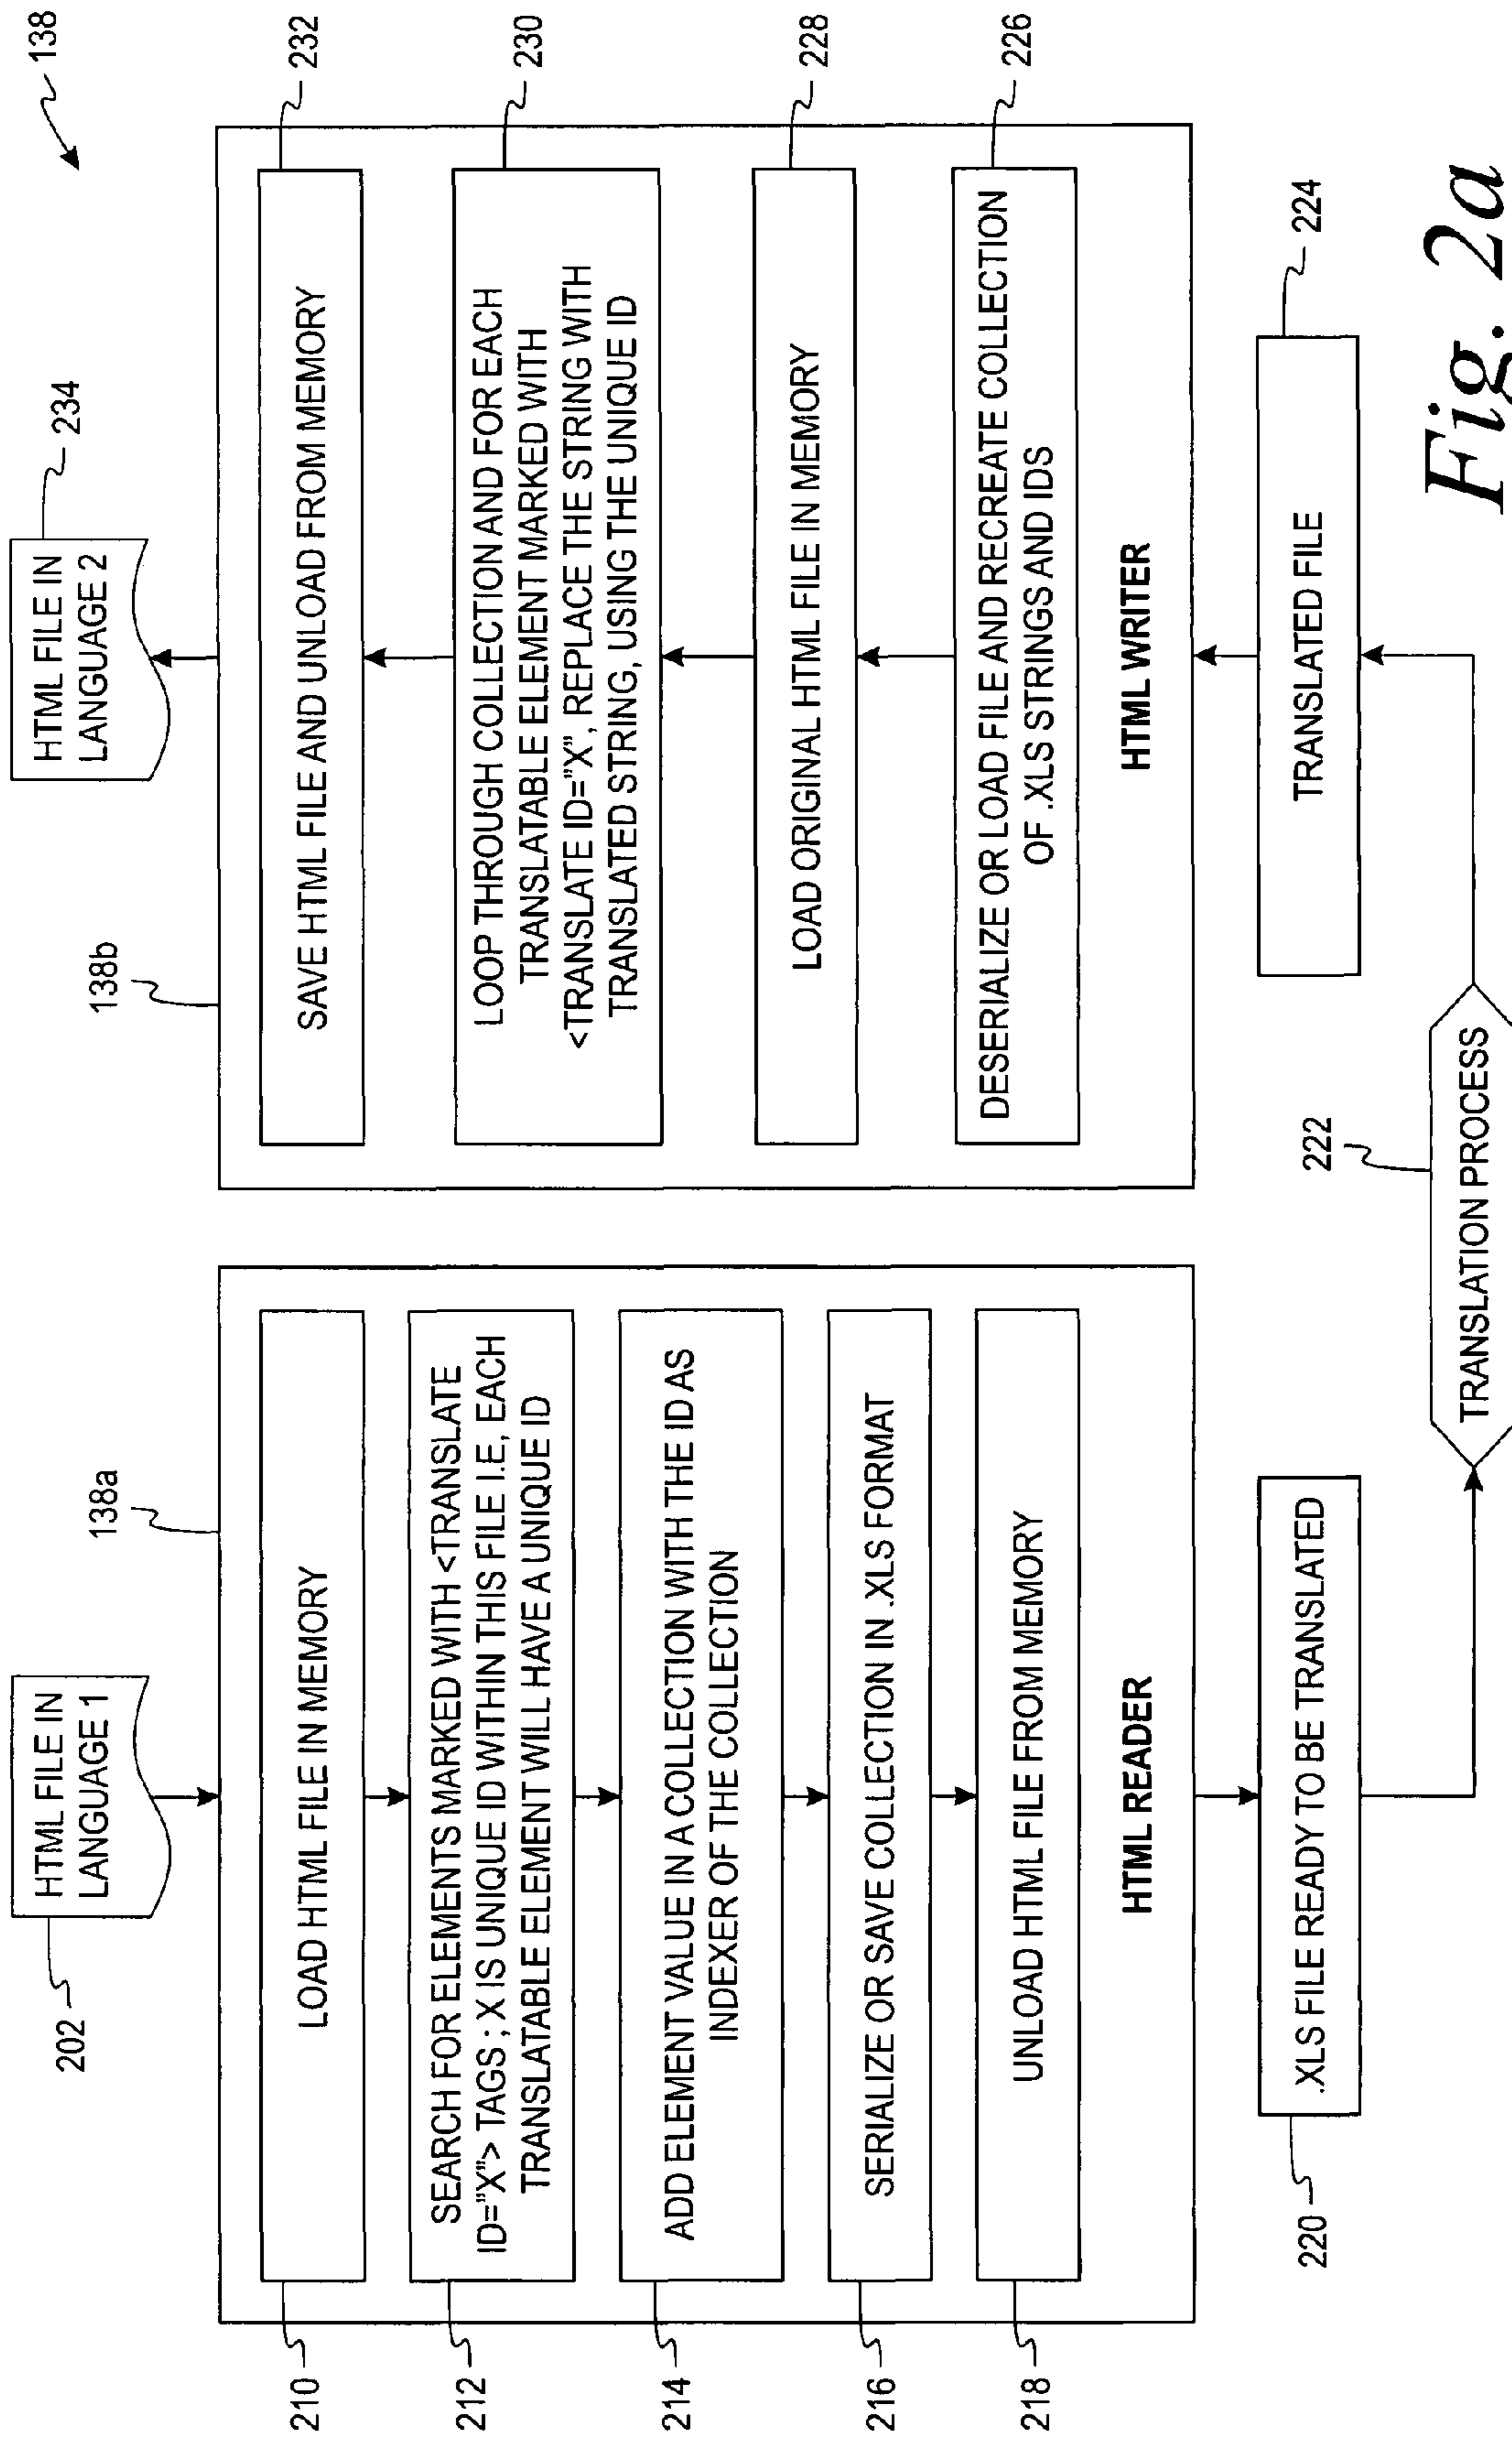 138
HTML FILE IN
LANGUAGE 1
202
138a
210
LOAD HTML FILE IN MEMORY
212
SEARCH FOR ELEMENTS MARKED WITH <TRANSLATE
ID="X"> TAGS ; X IS UNIQUE ID WITHIN THIS FILE I.E, EACH
TRANSLATABLE ELEMENT WILL HAVE A UNIQUE ID
214
ADD ELEMENT VALUE IN A COLLECTION WITH THE ID AS
INDEXER OF THE COLLECTION
216
SERIALIZE OR SAVE COLLECTION IN .XLS FORMAT
218
UNLOAD HTML FILE FROM MEMORY
HTML READER
220
.XLS FILE READY TO BE TRANSLATED
222
TRANSLATION PROCESS
HTML FILE IN
LANGUAGE 2
234
138b
SAVE HTML FILE AND UNLOAD FROM MEMORY
232
LOOP THROUGH COLLECTION AND FOR EACH
TRANSLATABLE ELEMENT MARKED WITH
<TRANSLATE ID="X", REPLACE THE STRING WITH
TRANSLATED STRING, USING THE UNIQUE ID
230
LOAD ORIGINAL HTML FILE IN MEMORY
228
DESERIALIZE OR LOAD FILE AND RECREATE COLLECTION
OF .XLS STRINGS AND IDS
226
HTML WRITER
TRANSLATED FILE
224
Fig. 2a